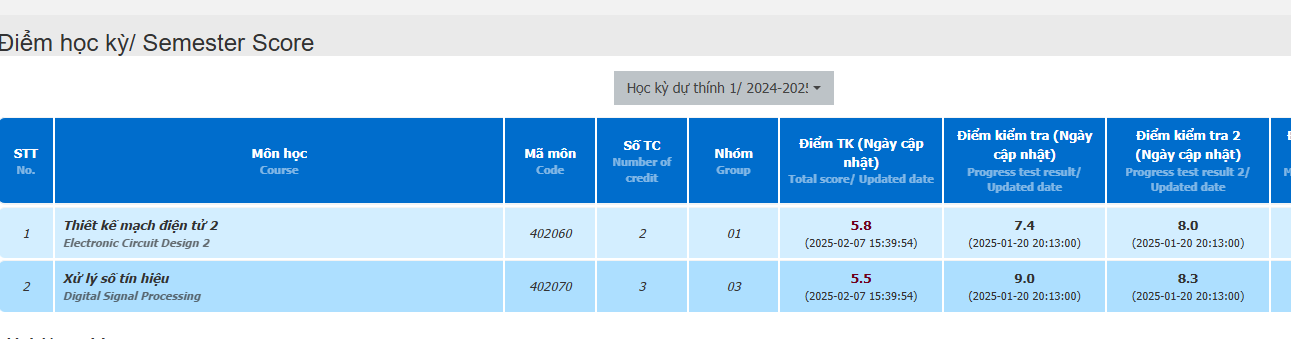 Điểm học kỳ/ Semester Score
Học kỳ dự thính 1/ 2024-202
STT
No.
Môn học
Course
Mã môn
Code
Số TC
Number of
credit
Nhóm
Group
Điểm TK (Ngày cập
nhật)
Total score/ Updated date
Điểm kiểm tra (Ngày
cập nhật)
Progress test result/
Updated date
Điểm kiểm tra 2
(Ngày cập nhật)
Progress test result 2/
Updated date
1
Thiết kế mạch điện tử 2
Electronic Circuit Design 2
402060
2
01
5.8
(2025-02-07 15:39:54)
7.4
(2025-01-20 20:13:00)
8.0
(2025-01-20 20:13:00)
2
Xử lý số tín hiệu
Digital Signal Processing
402070
3
03
5.5
(2025-02-07 15:39:54)
9.0
(2025-01-20 20:13:00)
8.3
(2025-01-20 20:13:00)